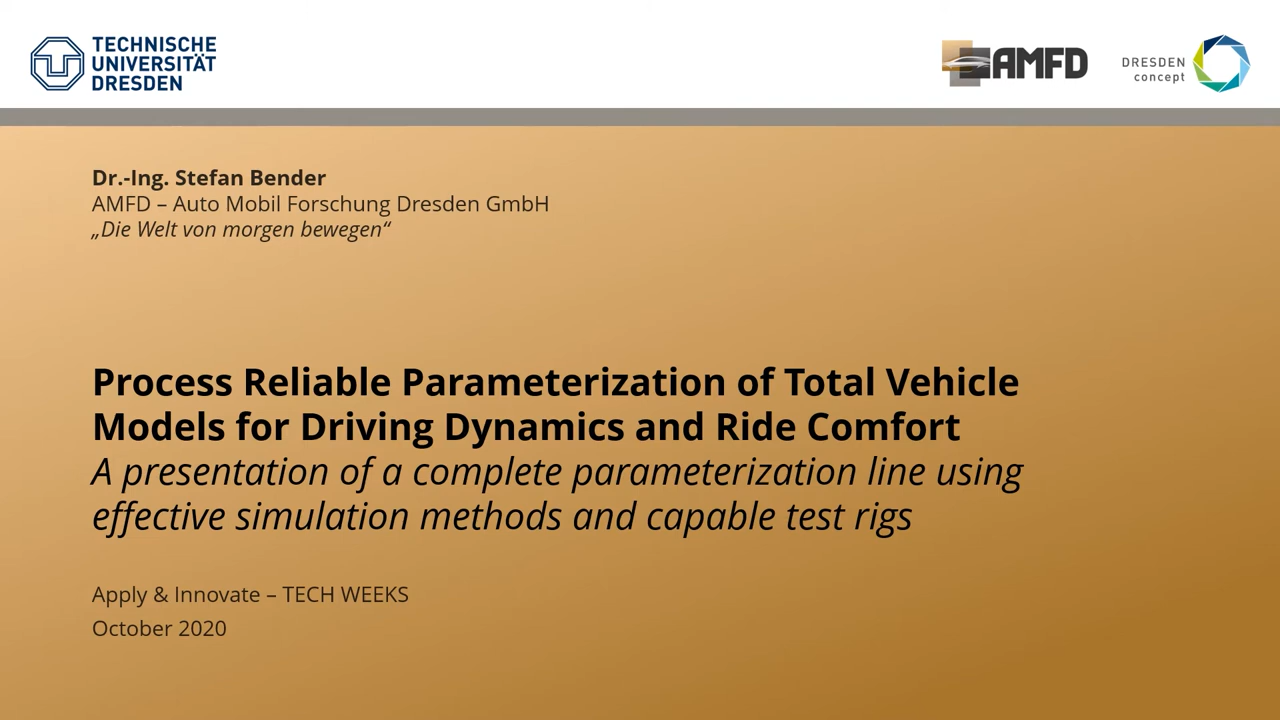 TECHNISCHE
UNIVERSITÄT
DRESDEN
AMFD
DRESDEN
concept
Dr.-Ing. Stefan Bender
AMFD – Auto Mobil Forschung Dresden GmbH
„Die Welt von morgen bewegen“
Process Reliable Parameterization of Total Vehicle
Models for Driving Dynamics and Ride Comfort
A presentation of a complete parameterization line using
effective simulation methods and capable test rigs
Apply & Innovate – TECH WEEKS
October 2020